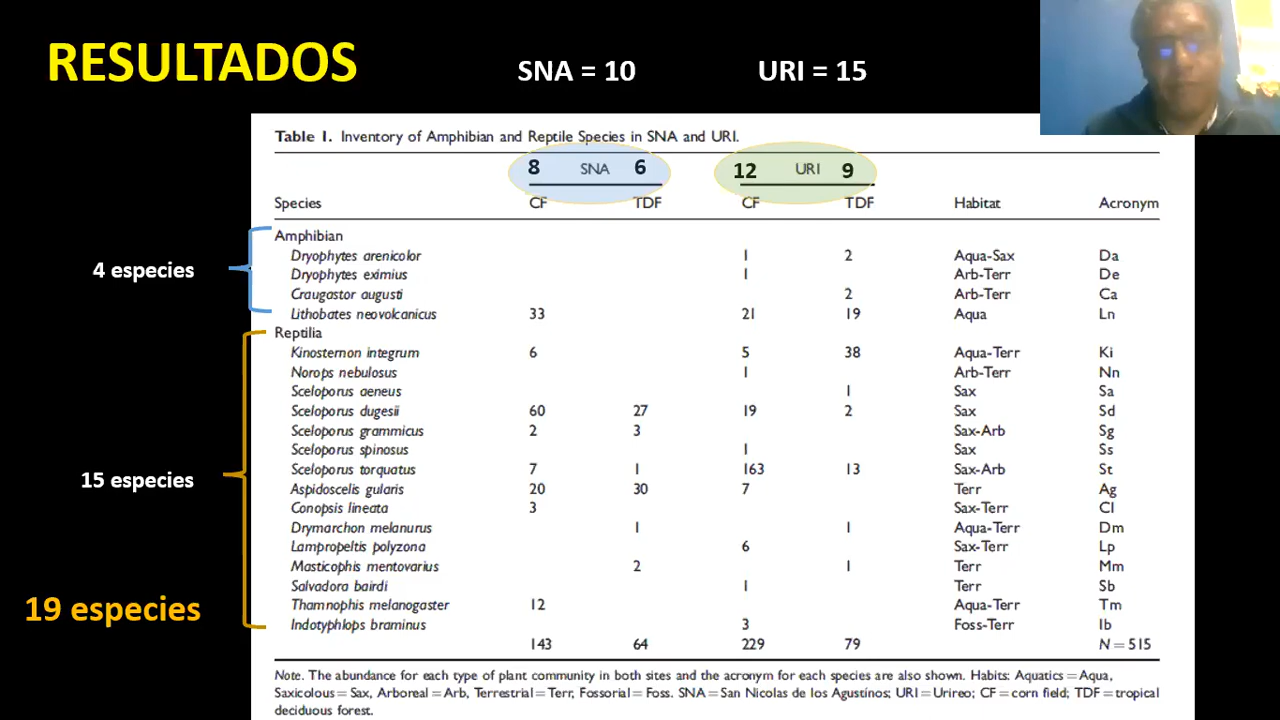 RESULTADOS
SNA = 10 URI = 15
Table 1. Inventory of Amphibian and Reptile Species in SNA and URI.
8 SNA 6 12 URI 9
Species CF TDF CF TDF Habitat Acronym
Amphibian
Dryophytes arenicolor 1 2 Aqua-Sax Da
4 especies
Dryophytes eximius 1 Arb-Terr De
Craugastor augusti 2 Arb-Terr Ca
Lithobates neovolcanicus 33 21 19 Aqua Ln
Reptilia
Kinosternon integrum 6 5 38 Aqua-Terr Ki
Norops nebulosus 1 Arb-Terr Nn
Sceloporus aeneus 1 Sax Sa
Sceloporus dugesii 60 27 19 2 Sax Sd
Sceloporus grammicus 2 3 Sax-Arb Sg
Sceloporus spinosus 1 Sax Ss
Sceloporus torquatus 7 1 163 13 Sax-Arb St
15 especies
Aspidoscelis gularis 20 30 7 Terr Ag
Conopsis lineata 3 Sax-Terr Cl
Drymarchon melanurus 1 1 Aqua-Terr Dm
Lampropeltis polyzona 6 Sax-Terr Lp
Masticophis mentovarius 2 1 Terr Mm
Salvadora bairdi 1 Terr Sb
19 especies
Thamnophis melanogaster 12 Aqua-Terr Tm
Indotyphlops braminus 3 Foss-Terr Ib
143 64 229 79 N = 515
Note. The abundance for each type of plant community in both sites and the acronym for each species are also shown. Habits: Aquatics = Aqua,
Saxicolous = Sax, Arboreal = Arb, Terrestrial = Terr, Fossorial = Foss. SNA = San Nicolas de los Agustinos; URI = Urireo; CF = corn field; TDF = tropical
deciduous forest.